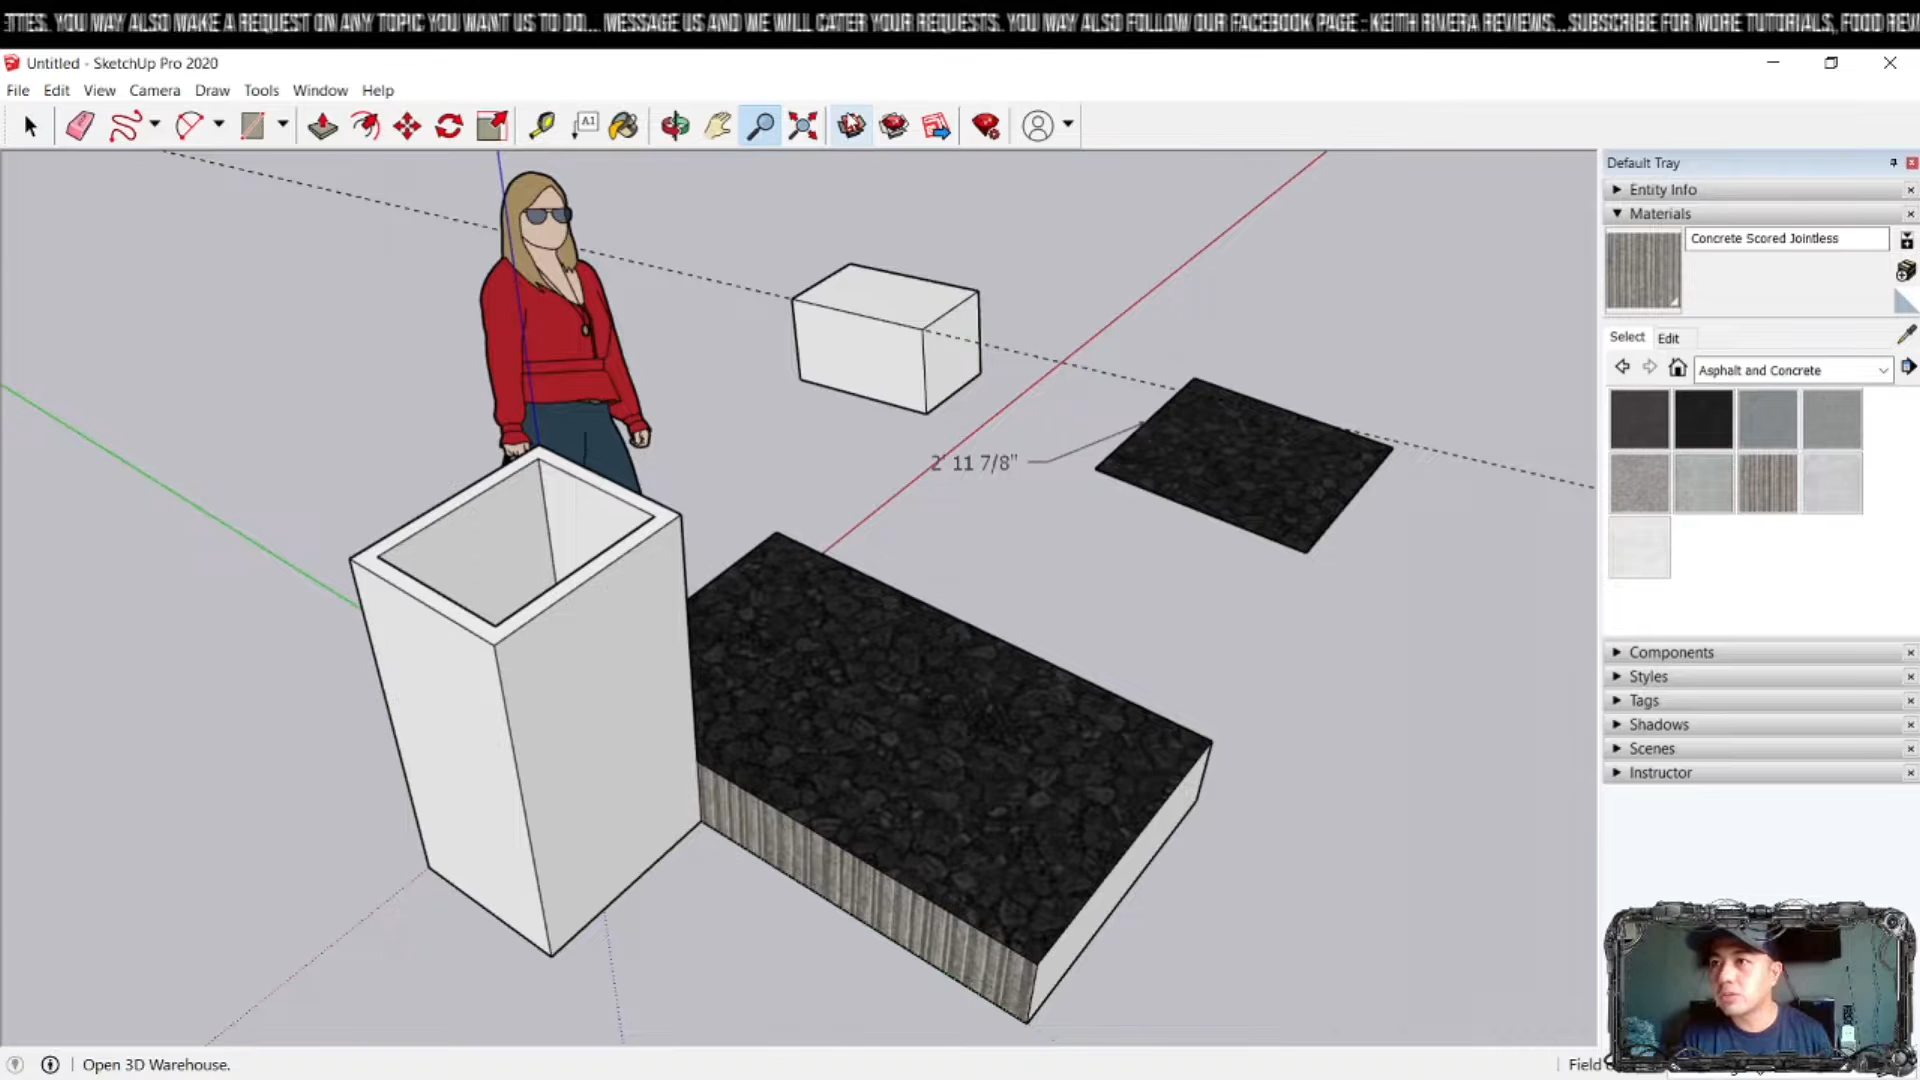 TTES. YOU MAY ALSO MAKE A REQUEST ON ANY TOPIC YOU WANT US TO DO... MESSAGE US AND WE WILL CATER YOUR REQUESTS. YOU MAY ALSO FOLLOW OUR FACEBOOK PAGE - KEITH RIVERA REVIEWS...SUBSCRIBE FOR MORE TUTORIALS, FOOD REV
Untitled - SketchUp Pro 2020
File Edit View Camera Draw Tools Window Help
A1
Default Tray
Entity Info
Materials
Concrete Scored Jointless
Select Edit
Asphalt and Concrete
2' 11 7/8"
Components
Styles
Tags
Shadows
Scenes
Instructor
Open 3D Warehouse.
Field